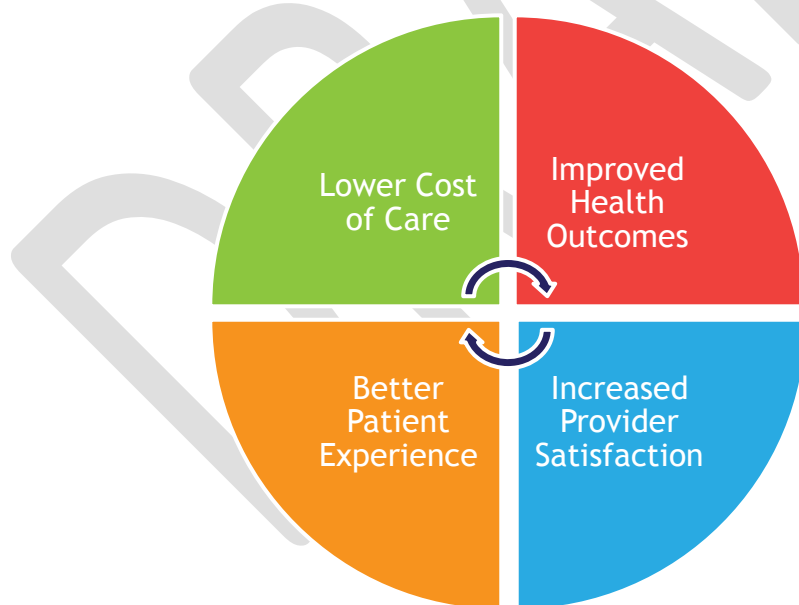 Lower Cost
of Care
Improved
Health
Outcomes
Better
Patient
Experience
Increased
Provider
Satisfaction